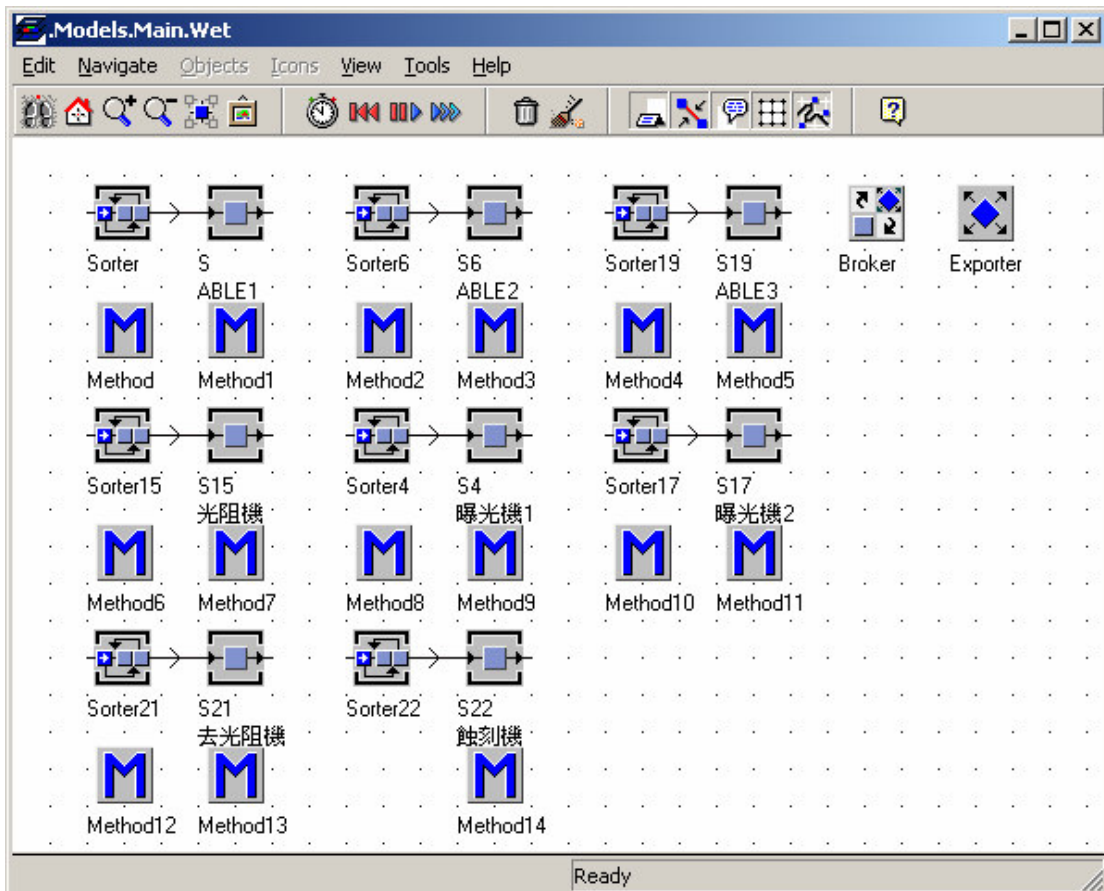 .Models.Main.Wet
Edit Navigate Objects Icons View Tools Help
Sorter S Sorter6 S6 Sorter19 S19 Broker Exporter
ABLE1 ABLE2 ABLE3
Method Method1 Method2 Method3 Method4 Method5
Sorter15 S15 Sorter4 S4 Sorter17 S17
光阻機 曝光機1 曝光機2
Method6 Method7 Method8 Method9 Method10 Method11
Sorter21 S21 Sorter22 S22
去光阻機 蝕刻機
Method12 Method13 Method14
Ready